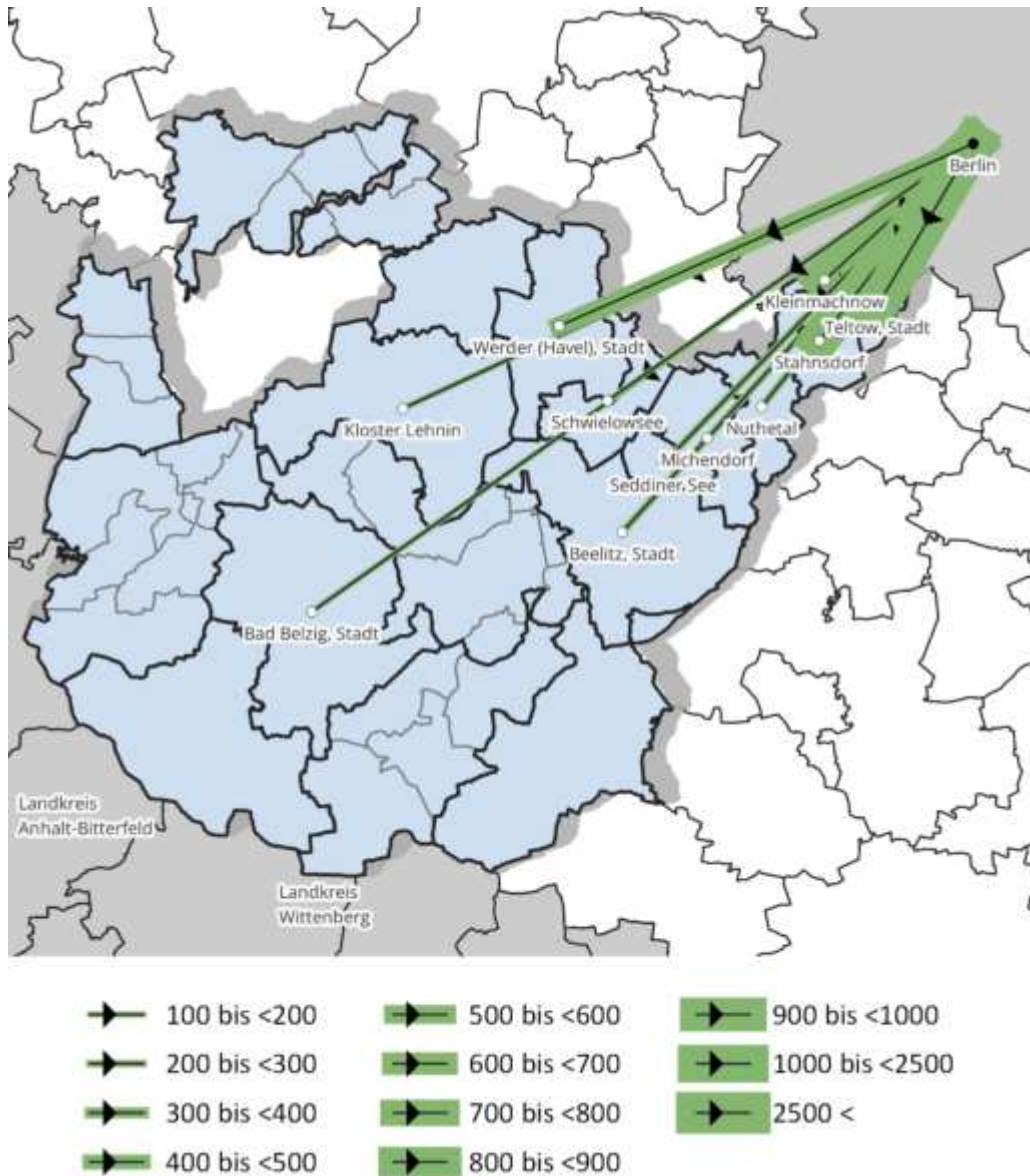 Berlin
Kleinmachnow
Teltow, Stadt
Werder (Havel), Stadt
Stahnsdorf
Schwielowsee
Nuthetal
Kloster Lehnin
Michendorf
Seddiner See
Beelitz, Stadt
Bad Belzig, Stadt
Landkreis
Anhalt-Bitterfeld
Landkreis
Wittenberg
100 bis <200
200 bis <300
300 bis <400
400 bis <500
500 bis <600
600 bis <700
700 bis <800
800 bis <900
900 bis <1000
1000 bis <2500
2500 <